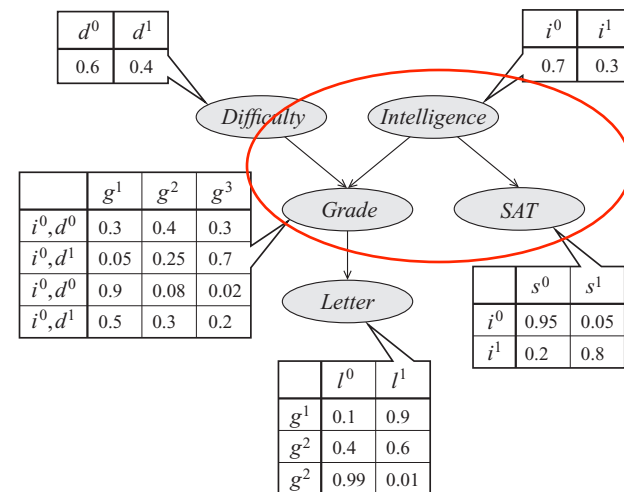 d⁰ d¹
0.6 0.4
i⁰ i¹
0.7 0.3
Difficulty
Intelligence
g¹ g² g³
i⁰,d⁰ 0.3 0.4 0.3
i⁰,d¹ 0.05 0.25 0.7
i⁰,d⁰ 0.9 0.08 0.02
i⁰,d¹ 0.5 0.3 0.2
Grade
SAT
s⁰ s¹
i⁰ 0.95 0.05
i¹ 0.2 0.8
Letter
l⁰ l¹
g¹ 0.1 0.9
g² 0.4 0.6
g² 0.99 0.01